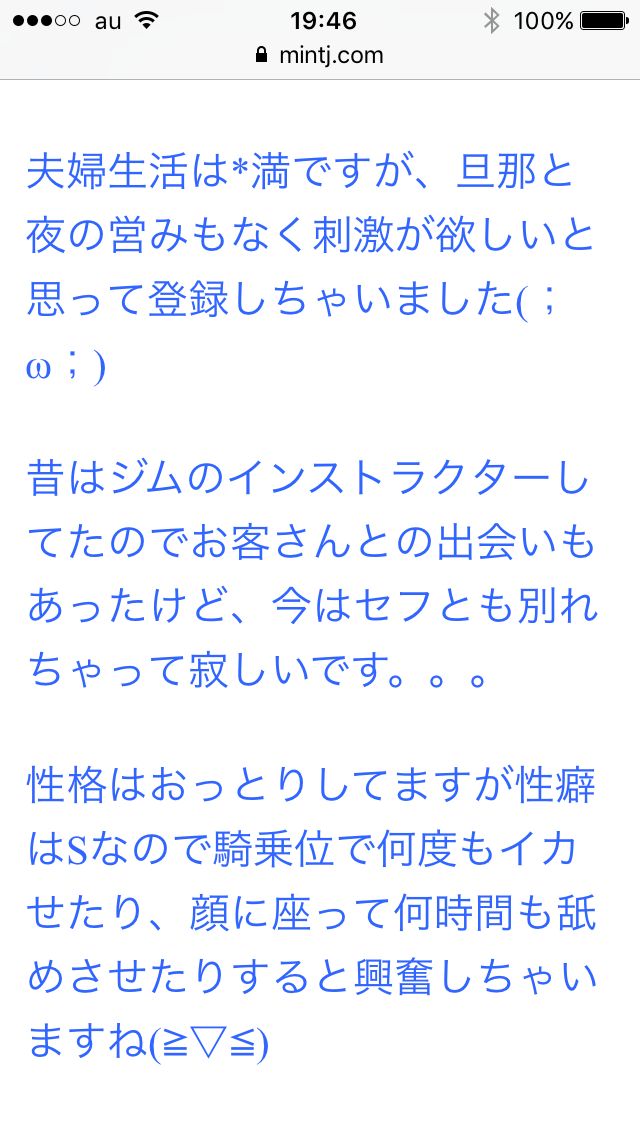 au 19:46 100%
mintj.com
夫婦生活は*満ですが、旦那と
夜の営みもなく刺激が欲しいと
思って登録しちゃいました(；
ω；)
昔はジムのインストラクターし
てたのでお客さんとの出会いも
あったけど、今はセフとも別れ
ちゃって寂しいです。。。
性格はおっとりしてますが性癖
はSなので騎乗位で何度もイカ
せたり、顔に座って何時間も舐
めさせたりすると興奮しちゃい
ますね(≧▽≦)